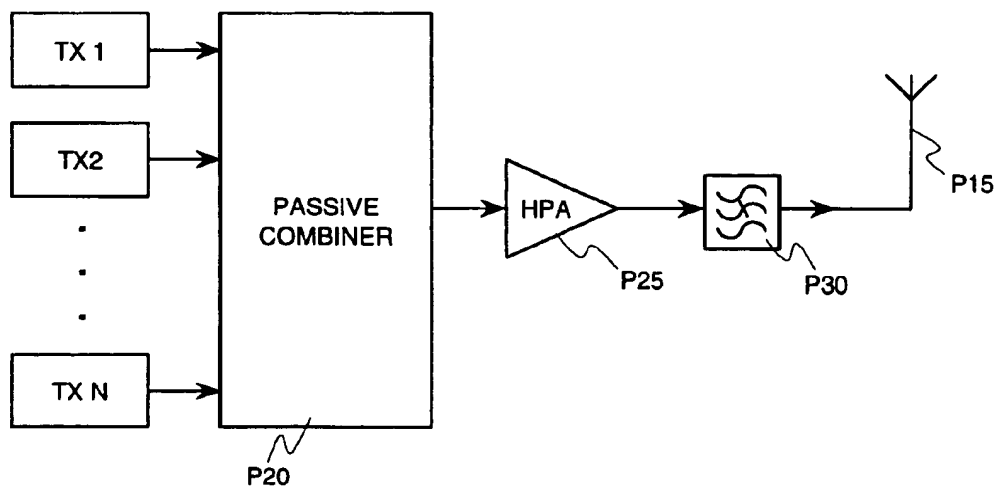 TX 1
TX2
TX N
PASSIVE
COMBINER
P20
HPA
P25
P30
P15